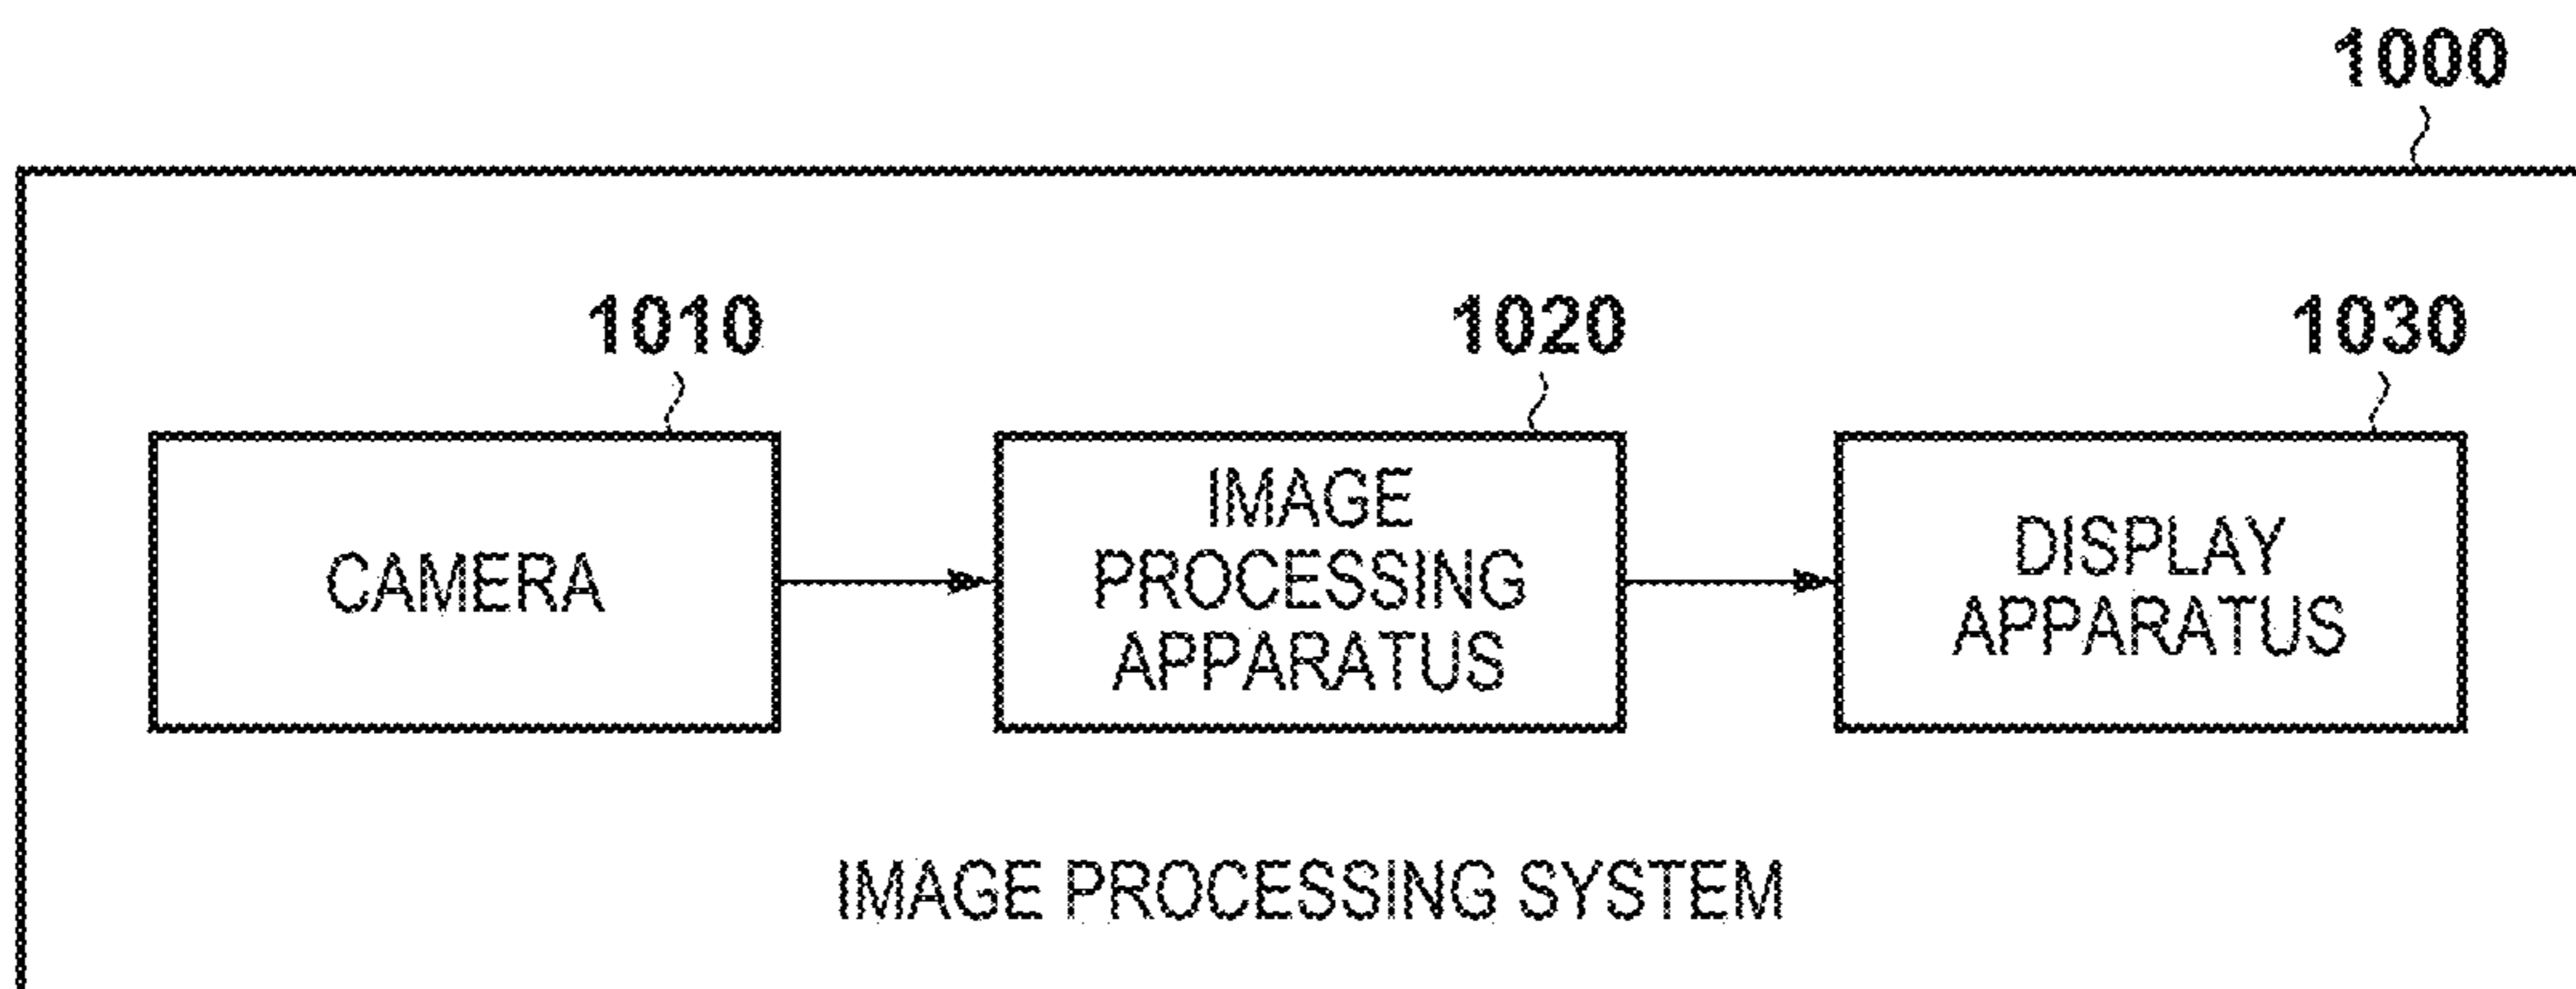 1000
1010
1020
1030
CAMERA
IMAGE
PROCESSING
APPARATUS
DISPLAY
APPARATUS
IMAGE PROCESSING SYSTEM